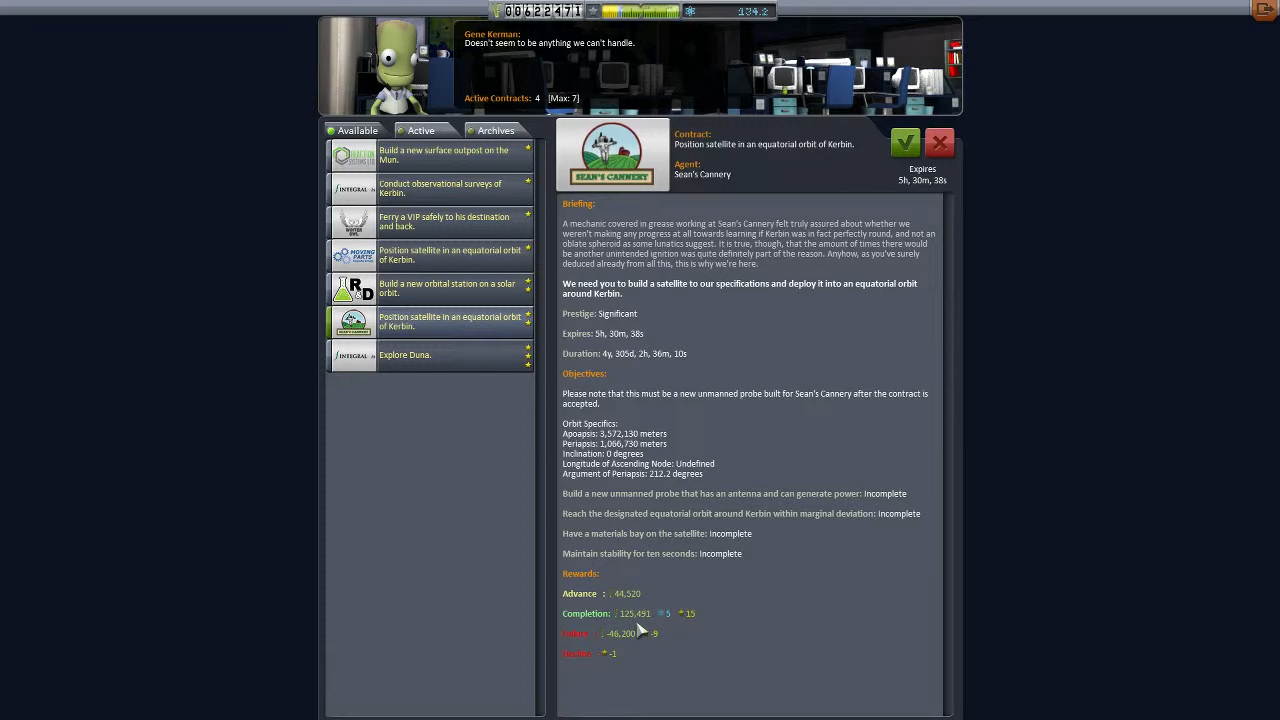 00622471
134.2
Gene Kerman:
Doesn't seem to be anything we can't handle.
Active Contracts: 4 [Max: 7]
Available
Active
Archives
Build a new surface outpost on the
Mun.
INTEGRAL
Conduct observational surveys of
Kerbin.
WINTER
OWL
Ferry a VIP safely to his destination
and back.
MOVING
PARTS
Position satellite in an equatorial orbit
of Kerbin.
R&D
Build a new orbital station on a solar
orbit.
Position satellite in an equatorial orbit
of Kerbin.
INTEGRAL
Explore Duna.
SEAN'S CANNERY
Contract:
Position satellite in an equatorial orbit of Kerbin.
Agent:
Sean's Cannery
Expires
5h, 30m, 38s
Briefing:
A mechanic covered in grease working at Sean's Cannery felt truly assured about whether we
weren't making any progress at all towards learning if Kerbin was in fact perfectly round, and not an
oblate spheroid as some lunatics suggest. It is true, though, that the amount of times there would
be another unintended ignition was quite definitely part of the reason. Anyhow, as you've surely
deduced already from all this, this is why we're here.
We need you to build a satellite to our specifications and deploy it into an equatorial orbit
around Kerbin.
Prestige: Significant
Expires: 5h, 30m, 38s
Duration: 4y, 305d, 2h, 36m, 10s
Objectives:
Please note that this must be a new unmanned probe built for Sean's Cannery after the contract is
accepted.
Orbit Specifics:
Apoapsis: 3,572,130 meters
Periapsis: 1,066,730 meters
Inclination: 0 degrees
Longitude of Ascending Node: Undefined
Argument of Periapsis: 212.2 degrees
Build a new unmanned probe that has an antenna and can generate power: Incomplete
Reach the designated equatorial orbit around Kerbin within marginal deviation: Incomplete
Have a materials bay on the satellite: Incomplete
Maintain stability for ten seconds: Incomplete
Rewards:
Advance : 44,520
Completion: 125,491 5 15
Failure : -46,200 -9
Decline: -1